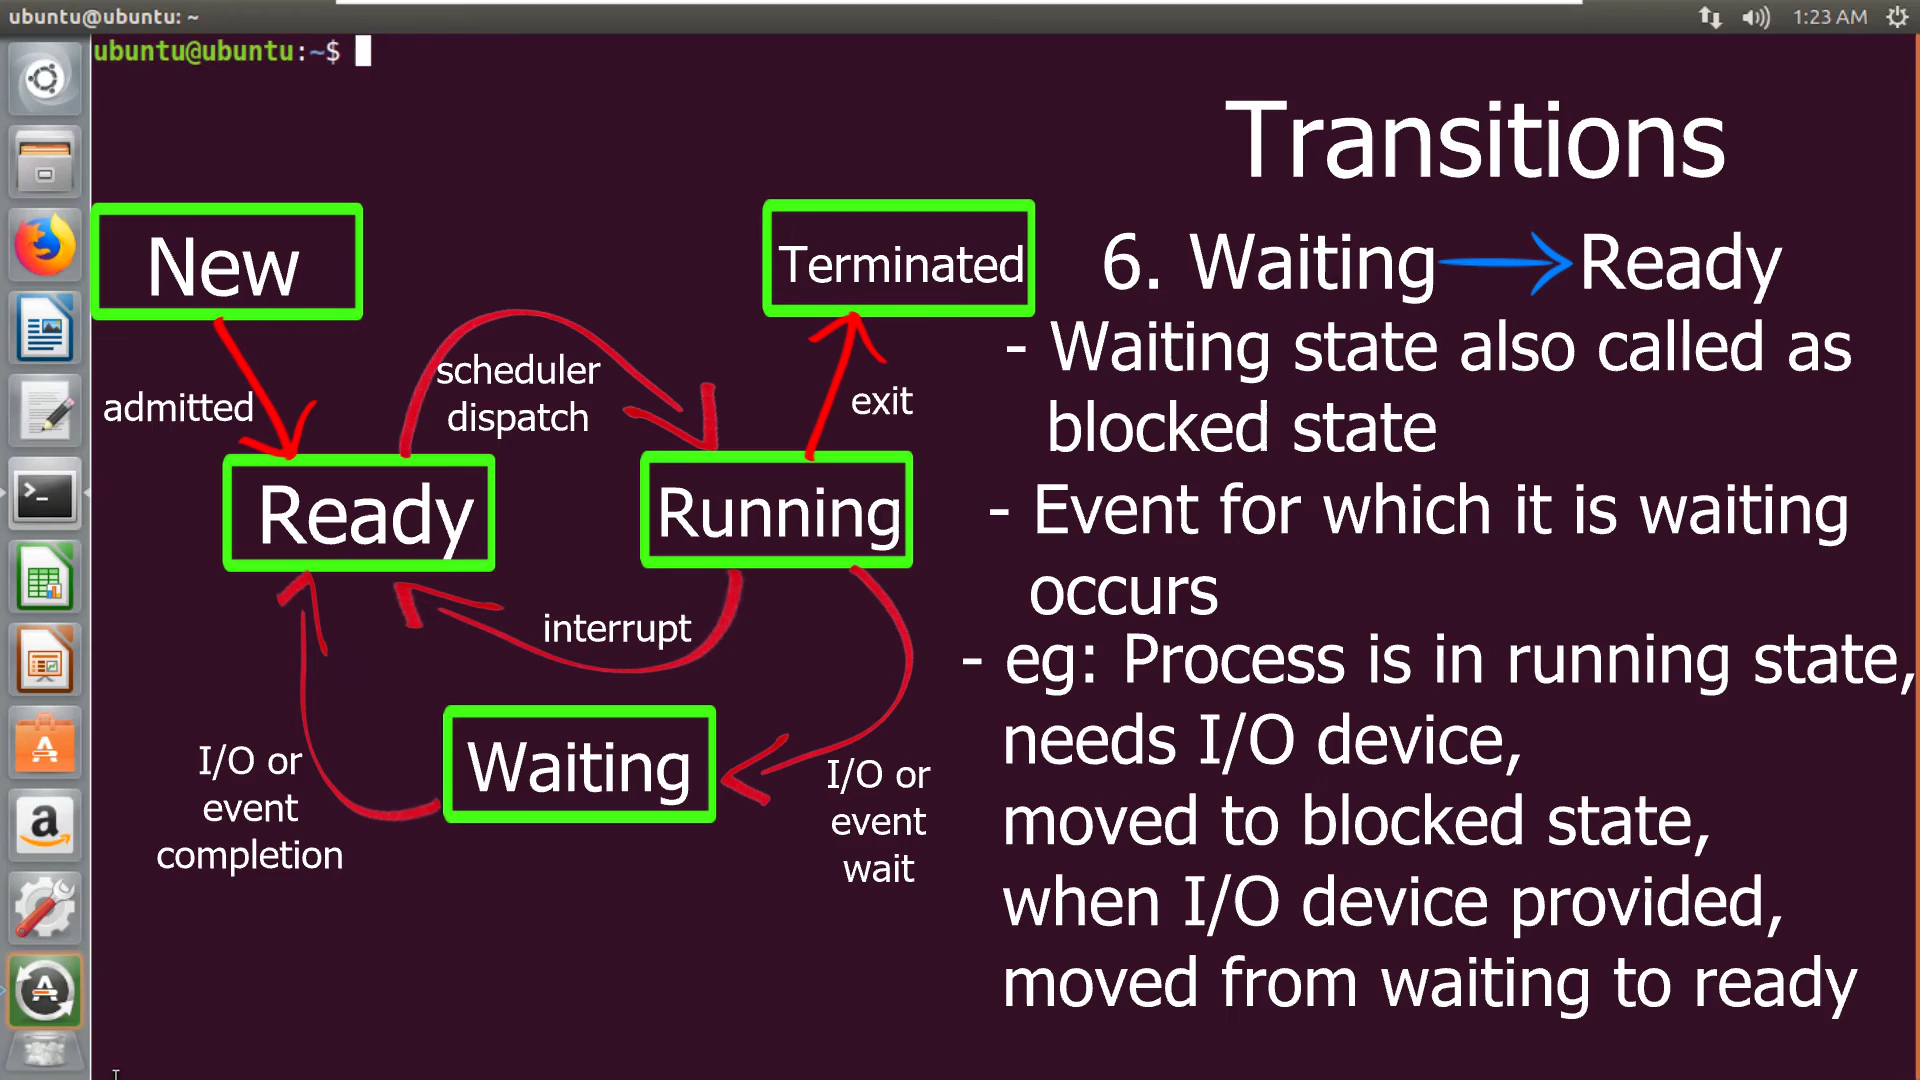 ubuntu@ubuntu: ~
1:23 AM
ubuntu@ubuntu:~$
Transitions
New
Terminated
6. Waiting Ready
- Waiting state also called as
blocked state
scheduler
dispatch
admitted
exit
Ready
Running
- Event for which it is waiting
occurs
interrupt
- eg: Process is in running state,
needs I/O device,
moved to blocked state,
when I/O device provided,
moved from waiting to ready
Waiting
I/O or
event
completion
I/O or
event
wait